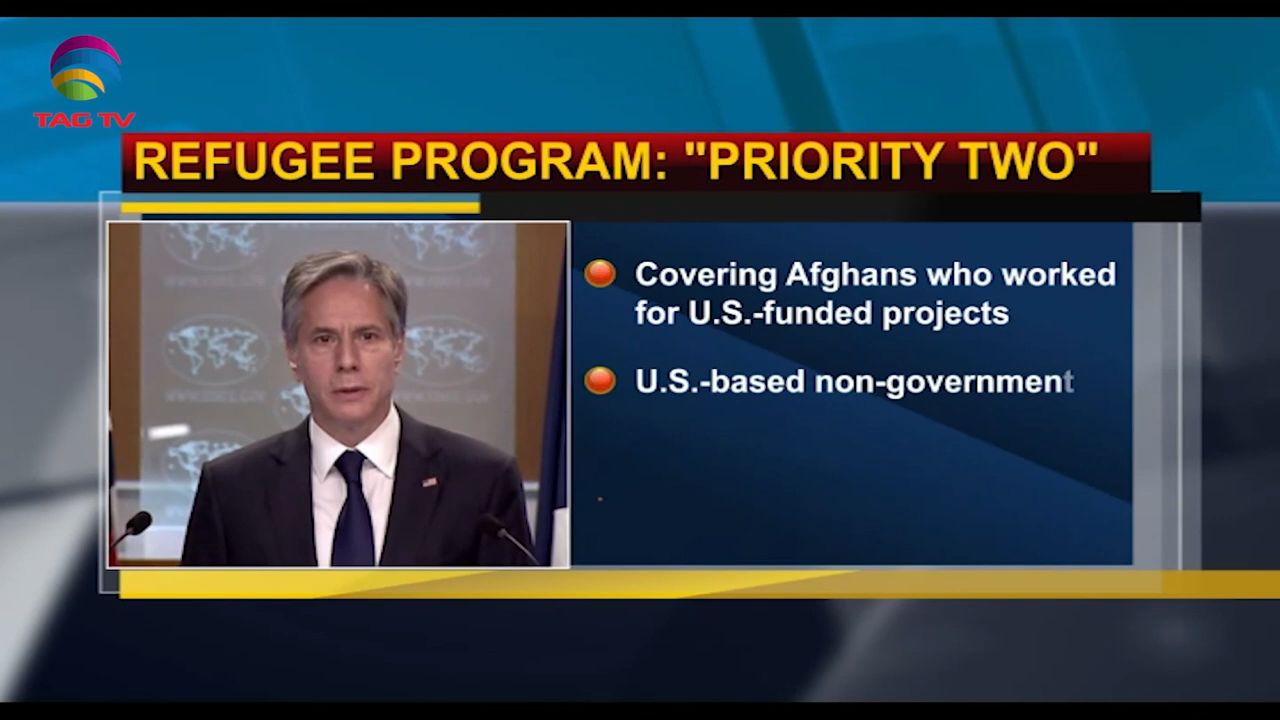 TAG TV
REFUGEE PROGRAM: "PRIORITY TWO"
Covering Afghans who worked
for U.S.-funded projects
U.S.-based non-government